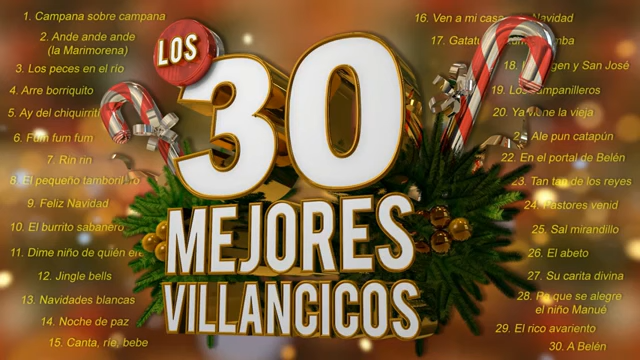 1. Campana sobre campana
2. Ande ande ande
(la Marimorena)
3. Los peces en el río
4. Arre borriquito
5. Ay del chiquirritín
6. Fum fum fum
7. Rin rin
8. El pequeño tamborilero
9. Feliz Navidad
10. El burrito sabanero
11. Dime niño de quién eres
12. Jingle bells
13. Navidades blancas
14. Noche de paz
15. Canta, ríe, bebe
LOS
30
MEJORES
VILLANCICOS
16. Ven a mi casa Navidad
17.
18. y San José
19. Los campanilleros
20. Ya viene la vieja
21. Ale pun catapún
22. En el portal de Belén
23. Tan tan de los reyes
24. Pastores venid
25. Sal mirandillo
26. El abeto
27. Su carita divina
28. Pa que se alegre
el niño Manué
29. El rico avariento
30. A Belén